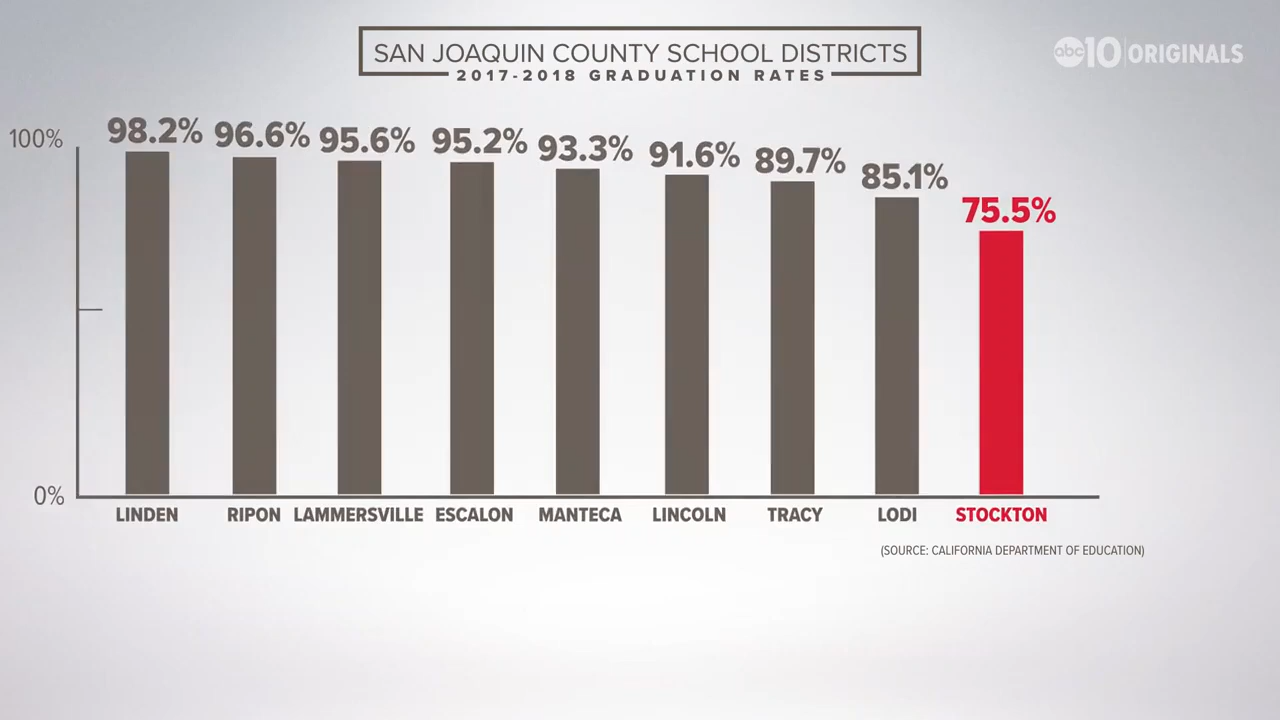 SAN JOAQUIN COUNTY SCHOOL DISTRICTS
2017-2018 GRADUATION RATES
abc10 ORIGINALS
100%
98.2% 96.6% 95.6% 95.2% 93.3% 91.6% 89.7% 85.1% 75.5%
0%
LINDEN RIPON LAMMERSVILLE ESCALON MANTECA LINCOLN TRACY LODI STOCKTON
(SOURCE: CALIFORNIA DEPARTMENT OF EDUCATION)